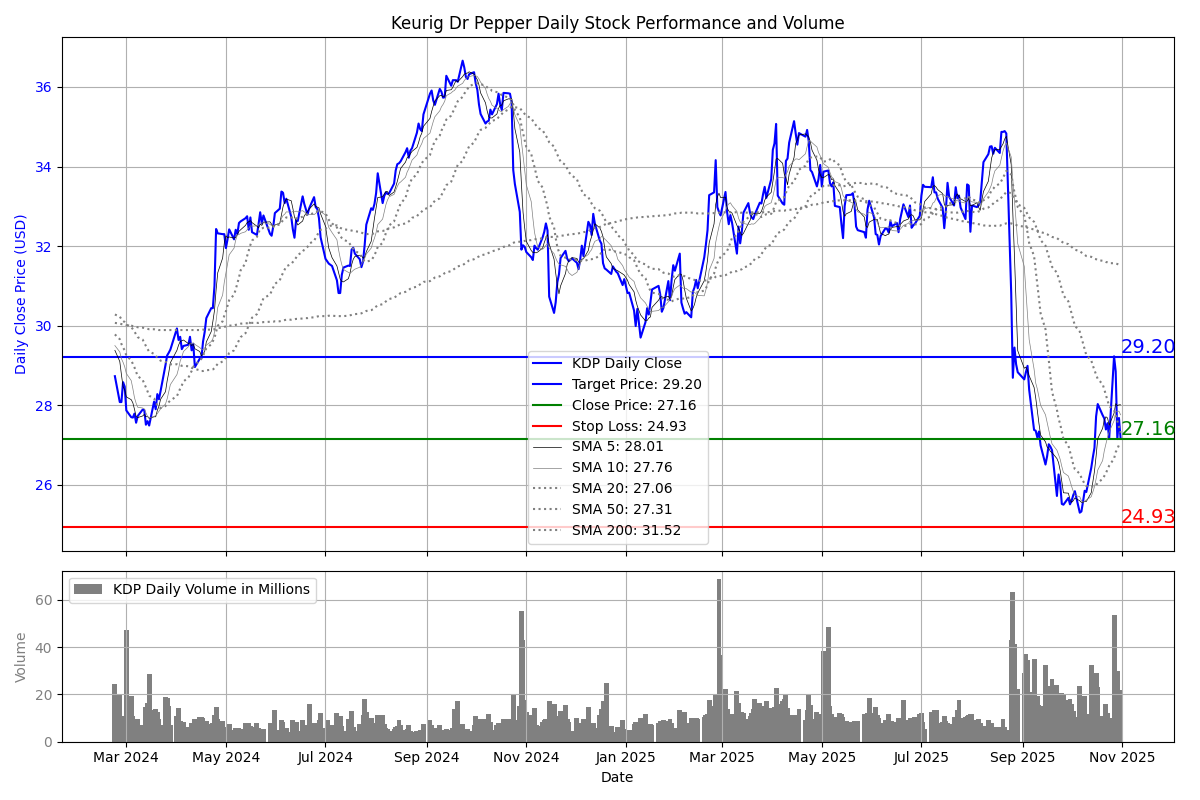 Keurig Dr Pepper Daily Stock Performance and Volume
Daily Close Price (USD)
36
34
32
30
28
26
29.20
27.16
24.93
KDP Daily Close
Target Price: 29.20
Close Price: 27.16
Stop Loss: 24.93
SMA 5: 28.01
SMA 10: 27.76
SMA 20: 27.06
SMA 50: 27.31
SMA 200: 31.52
KDP Daily Volume in Millions
Volume
60
40
20
0
Mar 2024 May 2024 Jul 2024 Sep 2024 Nov 2024 Jan 2025 Mar 2025 May 2025 Jul 2025 Sep 2025 Nov 2025
Date